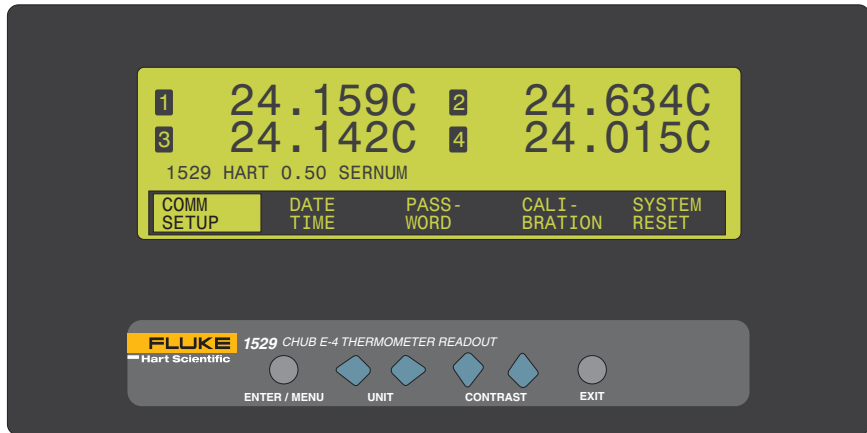 1 24.159C 2 24.634C
3 24.142C 4 24.015C
1529 HART 0.50 SERNUM
COMM DATE PASS- CALI- SYSTEM
SETUP TIME WORD BRATION RESET
FLUKE 1529 CHUB E-4 THERMOMETER READOUT
Hart Scientific
ENTER / MENU UNIT CONTRAST EXIT